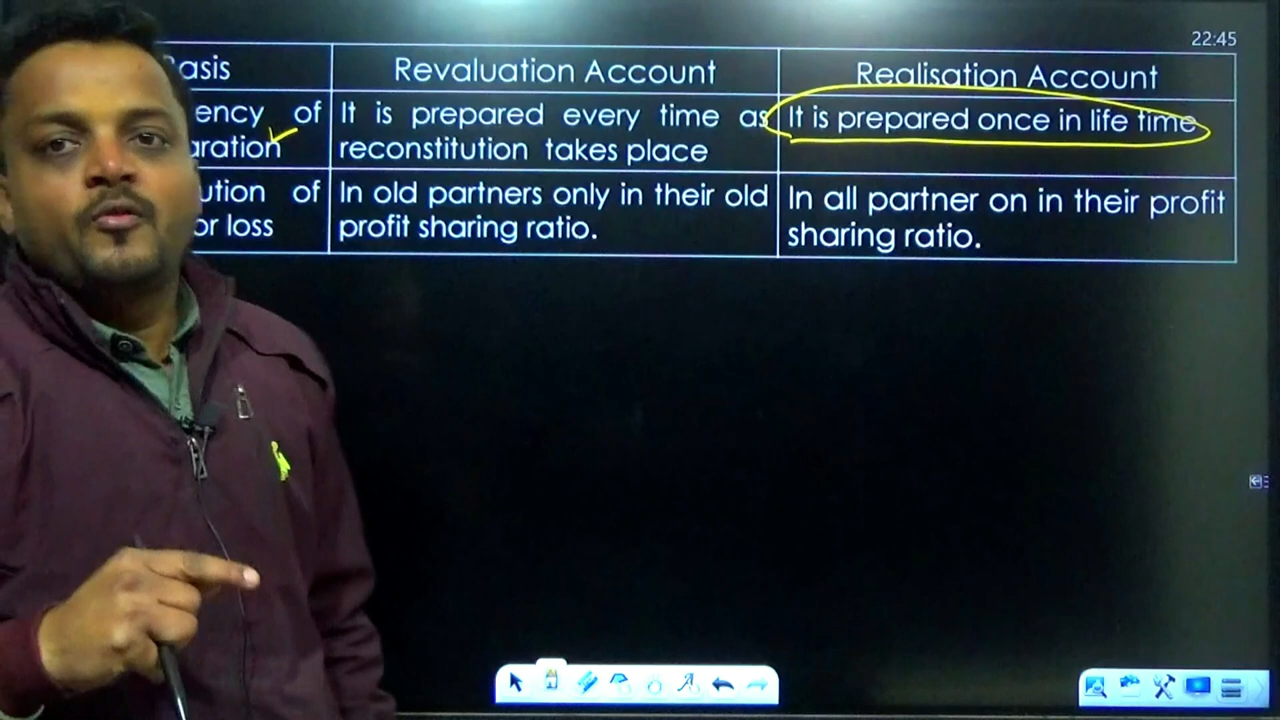 22:45
asis Revaluation Account Realisation Account
ency of It is prepared every time as It is prepared once in life time
aration reconstitution takes place
ution of In old partners only in their old In all partner on in their profit
or loss profit sharing ratio. sharing ratio.